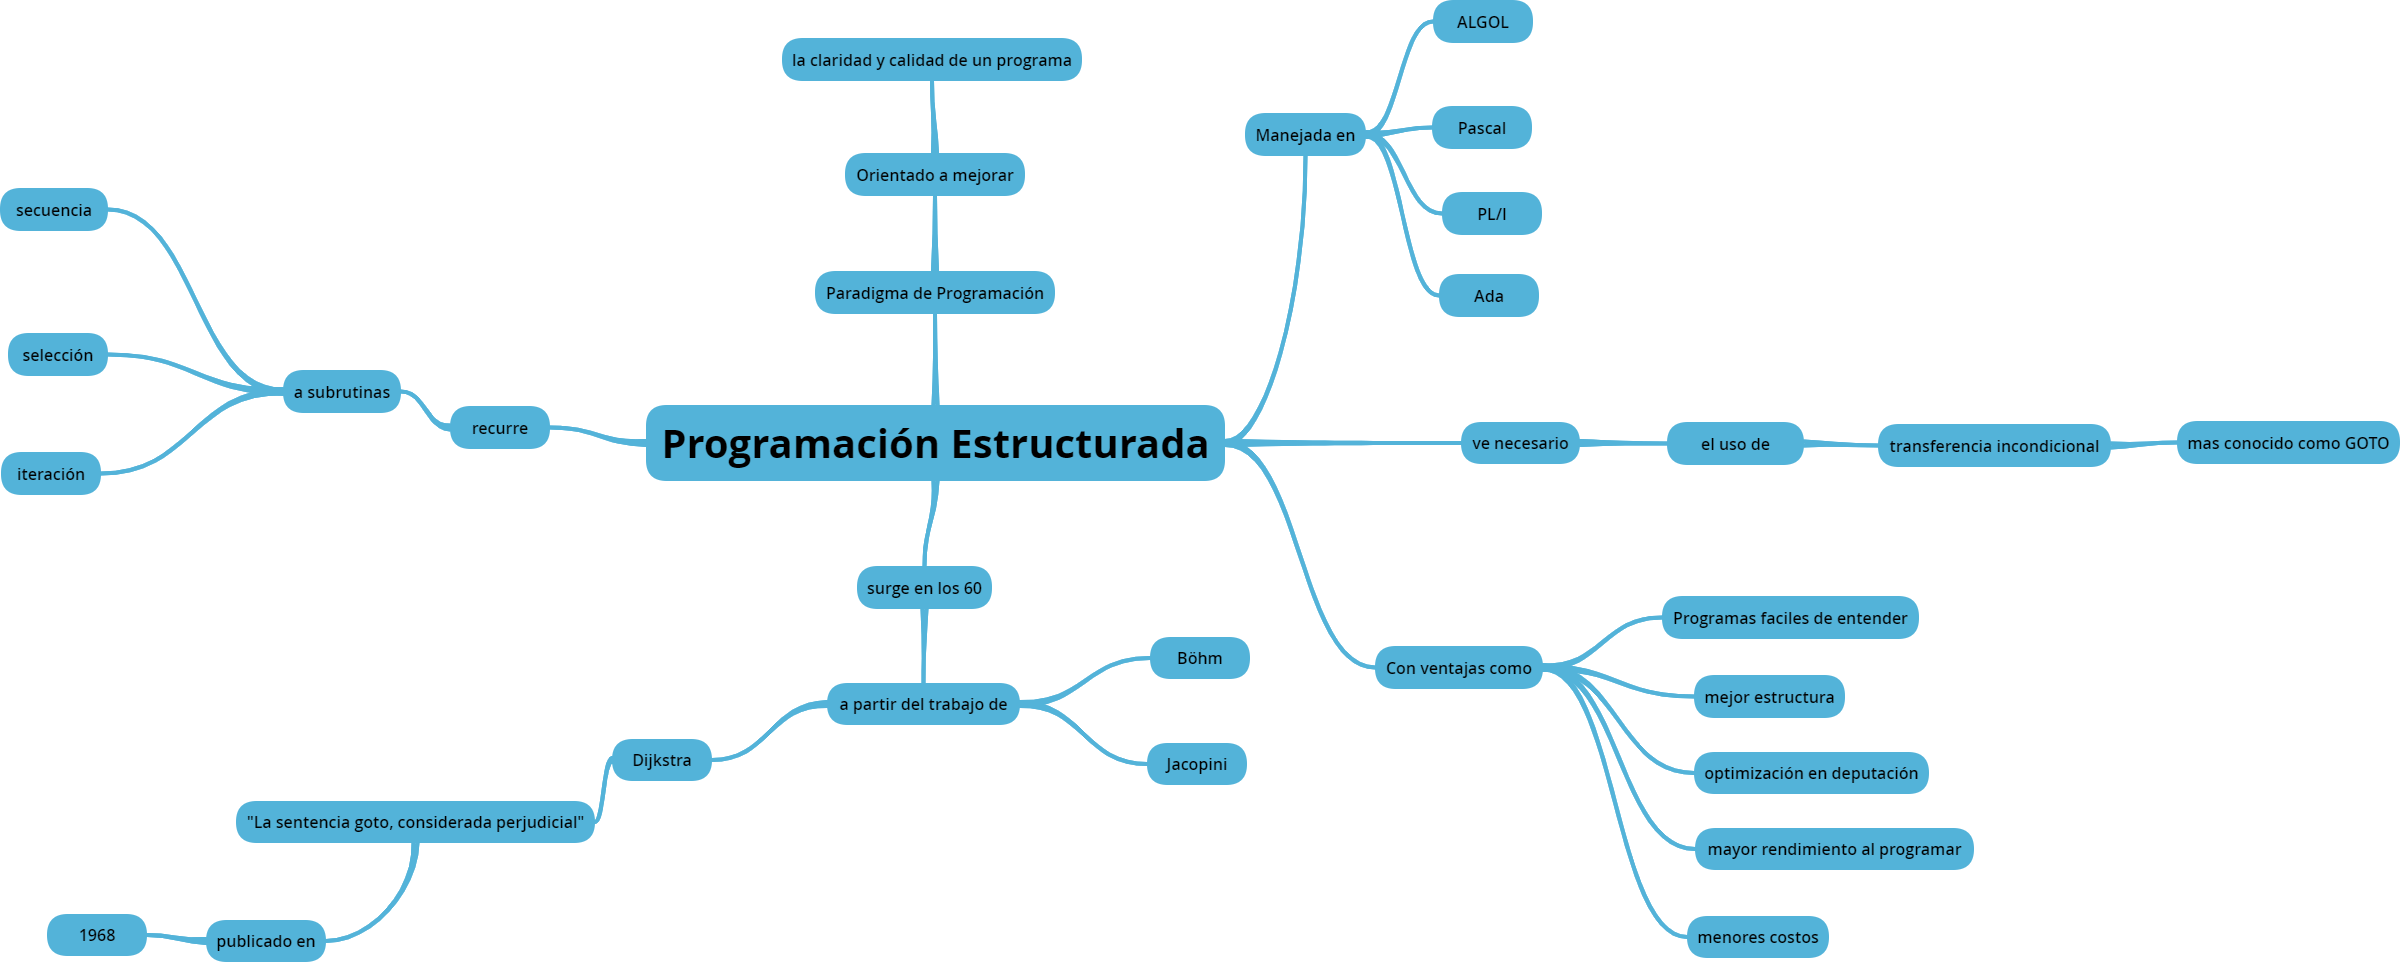 ALGOL
la claridad y calidad de un programa
Pascal
Manejada en
Orientado a mejorar
secuencia
PL/I
Paradigma de Programación
Ada
selección
a subrutinas
recurre
Programación Estructurada
ve necesario
el uso de
transferencia incondicional
mas conocido como GOTO
iteración
surge en los 60
Programas faciles de entender
Böhm
Con ventajas como
mejor estructura
a partir del trabajo de
Dijkstra
Jacopini
optimización en deputación
"La sentencia goto, considerada perjudicial"
mayor rendimiento al programar
1968
publicado en
menores costos